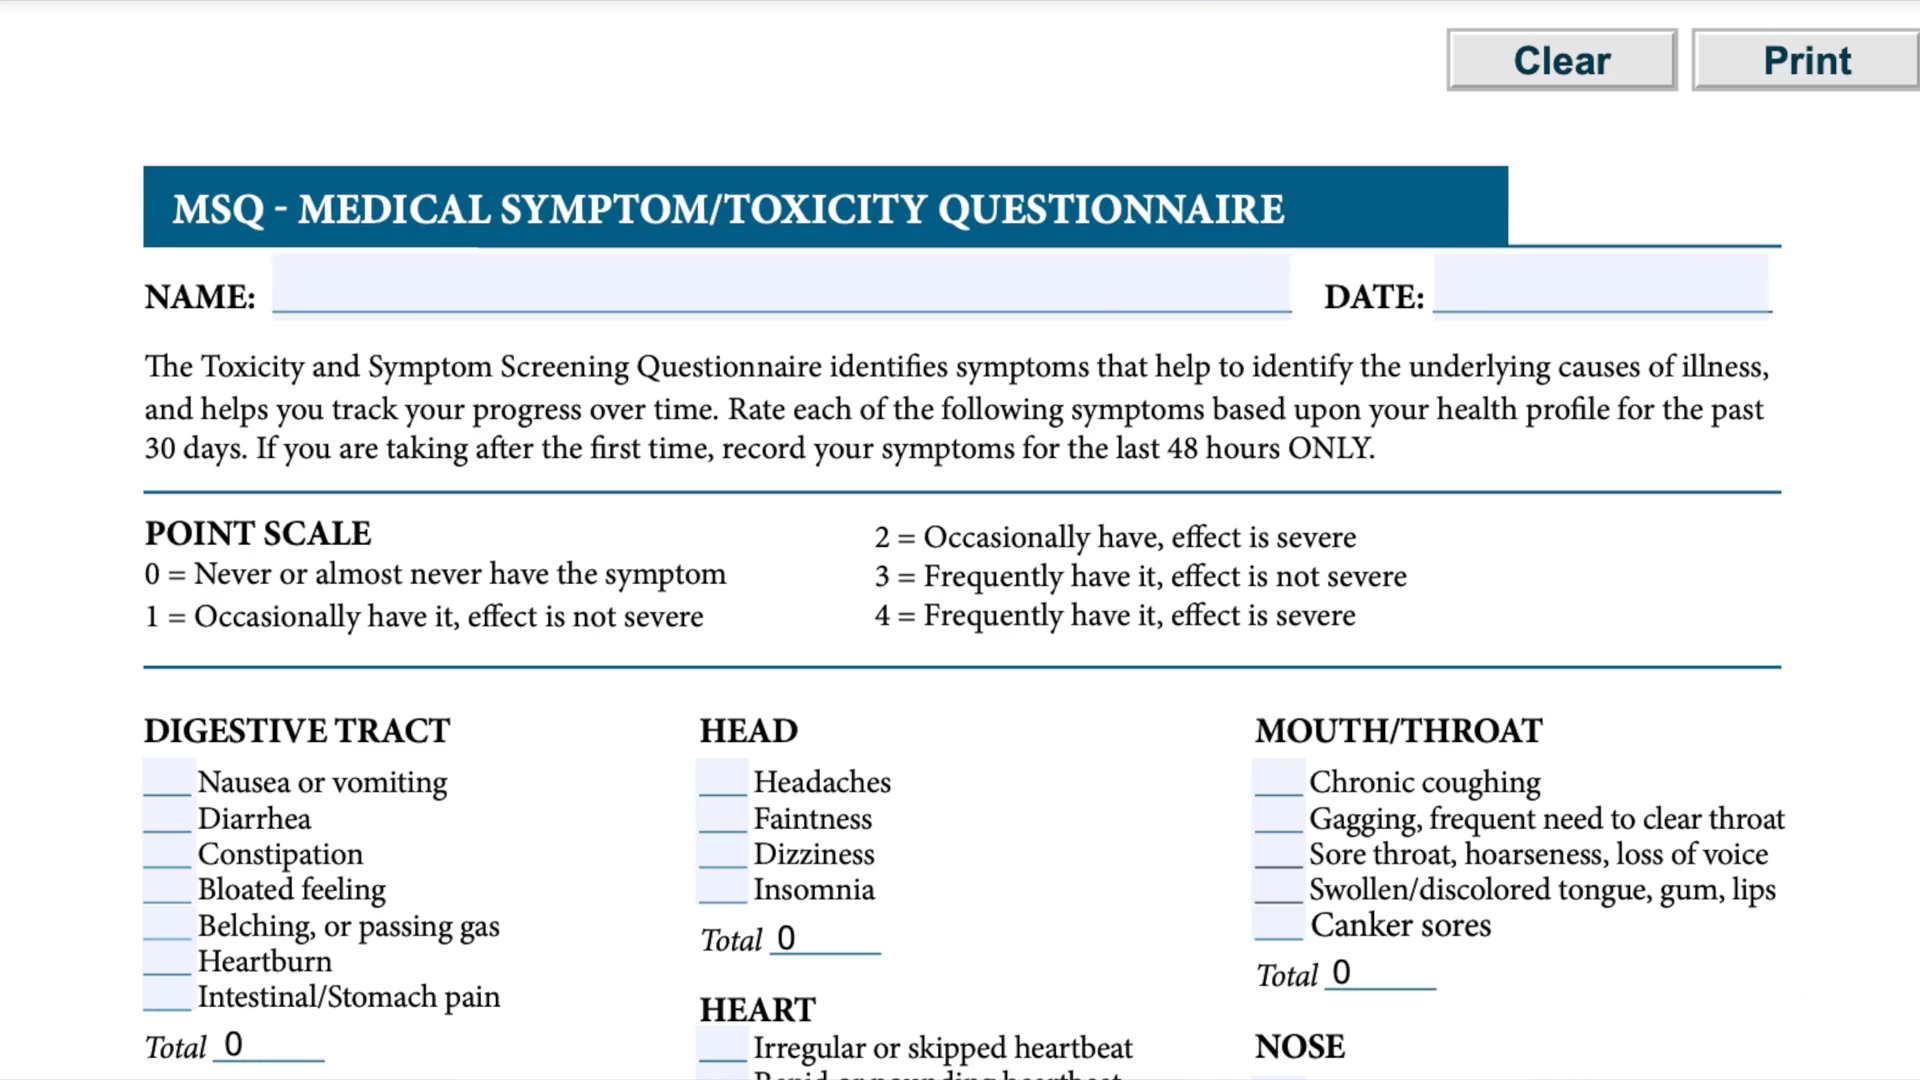 Clear
Print
MSQ - MEDICAL SYMPTOM/TOXICITY QUESTIONNAIRE
NAME:
DATE:
The Toxicity and Symptom Screening Questionnaire identifies symptoms that help to identify the underlying causes of illness,
and helps you track your progress over time. Rate each of the following symptoms based upon your health profile for the past
30 days. If you are taking after the first time, record your symptoms for the last 48 hours ONLY.
POINT SCALE
0 = Never or almost never have the symptom
1 = Occasionally have it, effect is not severe
2 = Occasionally have, effect is severe
3 = Frequently have it, effect is not severe
4 = Frequently have it, effect is severe
DIGESTIVE TRACT
Nausea or vomiting
Diarrhea
Constipation
Bloated feeling
Belching, or passing gas
Heartburn
Intestinal/Stomach pain
Total 0
HEAD
Headaches
Faintness
Dizziness
Insomnia
Total 0
HEART
Irregular or skipped heartbeat
Rapid or pounding heartbeat
MOUTH/THROAT
Chronic coughing
Gagging, frequent need to clear throat
Sore throat, hoarseness, loss of voice
Swollen/discolored tongue, gum, lips
Canker sores
Total 0
NOSE